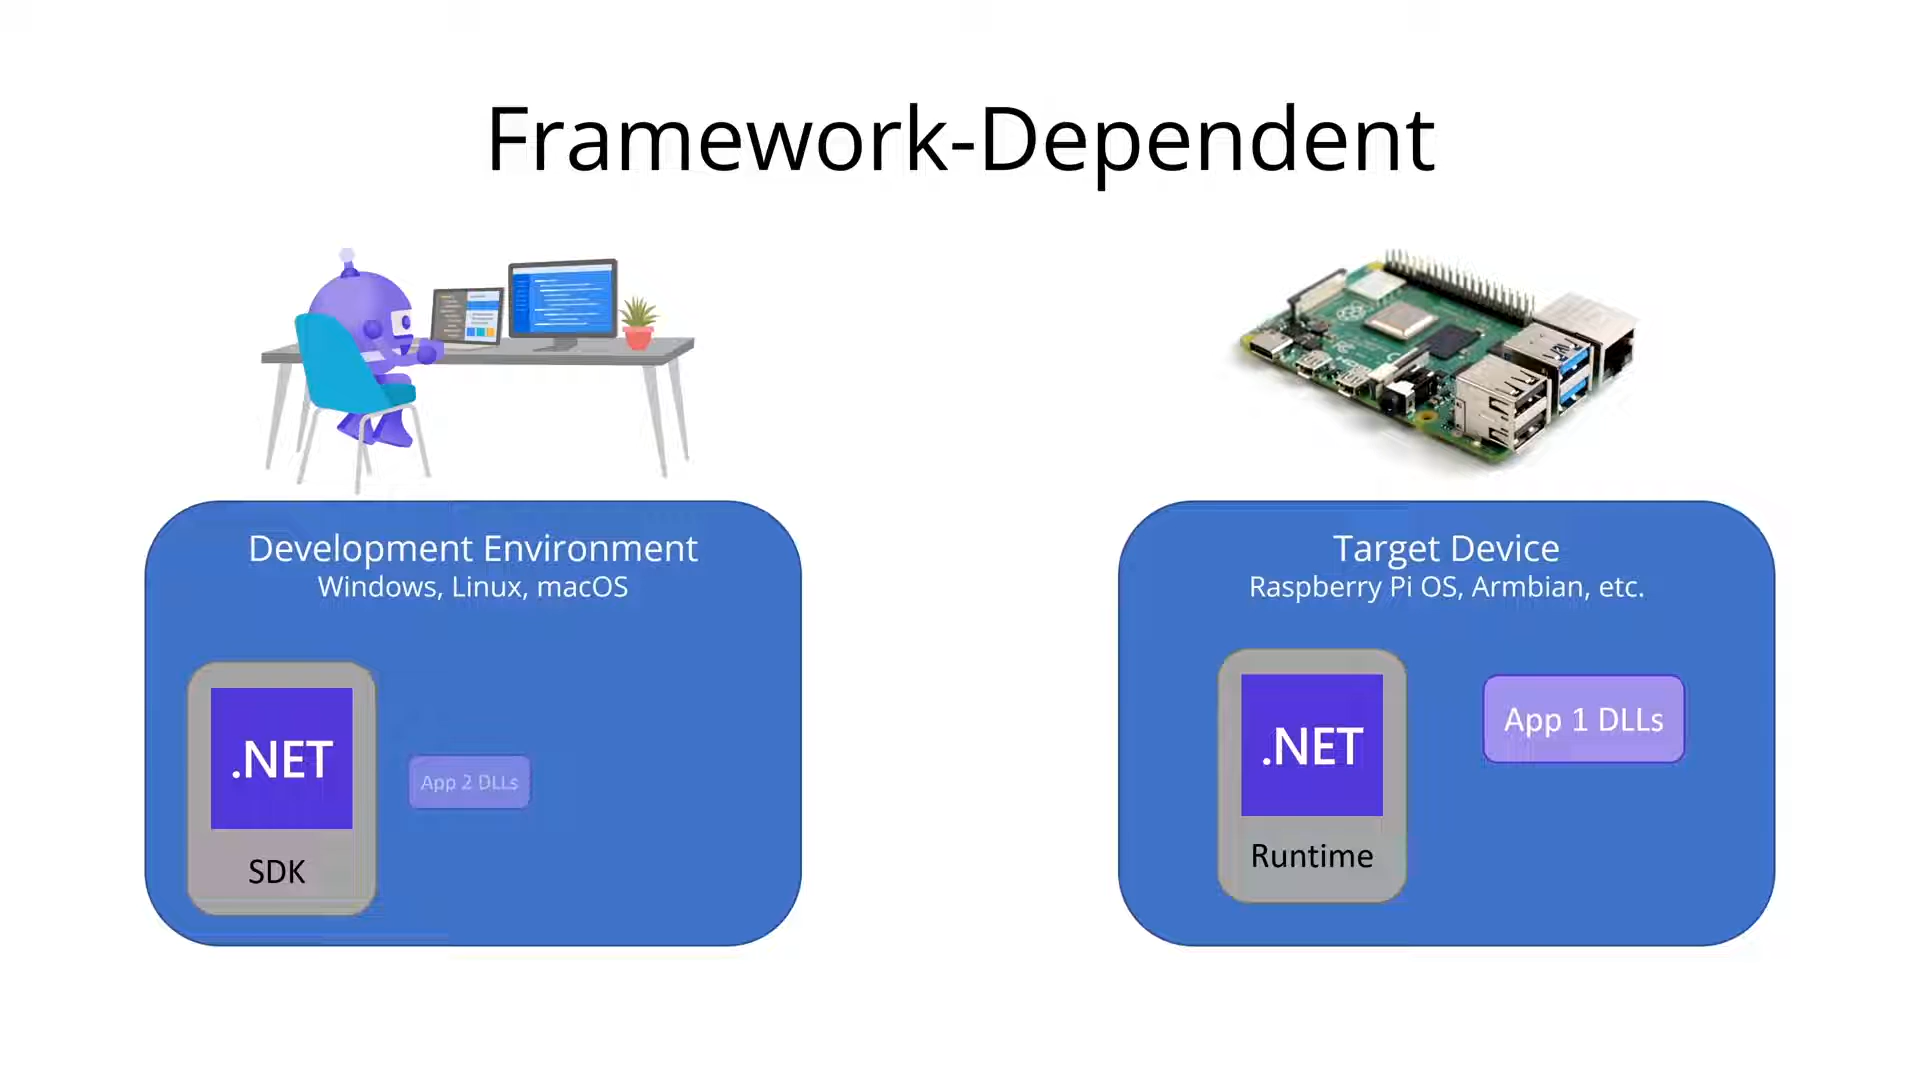 Framework-Dependent
Development Environment
Windows, Linux, macOS
.NET
SDK
App 2 DLLs
Target Device
Raspberry Pi OS, Armbian, etc.
.NET
Runtime
App 1 DLLs